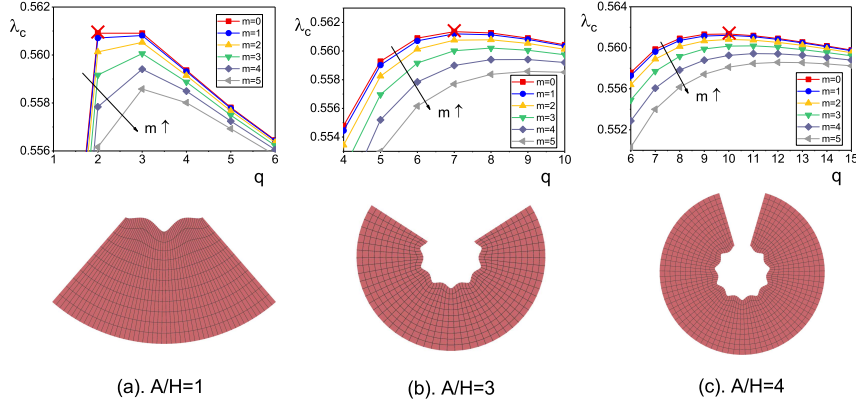 λc
0.562
0.560
0.558
0.556
1 2 3 4 5 6
q
m=0
m=1
m=2
m=3
m=4
m=5
m ↑
λc
0.562
0.560
0.558
0.556
0.554
4 5 6 7 8 9 10
q
m=0
m=1
m=2
m=3
m=4
m=5
m ↑
λc
0.564
0.560
0.556
0.552
6 7 8 9 10 11 12 13 14 15
q
m=0
m=1
m=2
m=3
m=4
m=5
m ↑
(a). A/H=1
(b). A/H=3
(c). A/H=4